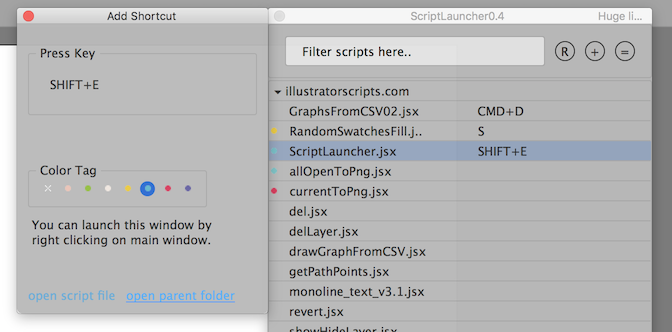 Add Shortcut
Press Key
SHIFT+E
Color Tag
You can launch this window by
right clicking on main window.
open script file open parent folder
ScriptLauncher0.4 Huge li...
Filter scripts here..
R + =
illustratorscripts.com
GraphsFromCSV02.jsx CMD+D
RandomSwatchesFill.j.. S
ScriptLauncher.jsx SHIFT+E
allOpenToPng.jsx
currentToPng.jsx
del.jsx
delLayer.jsx
drawGraphFromCSV.jsx
getPathPoints.jsx
monoline_text_v3.1.jsx
revert.jsx
showHideLayer.jsx